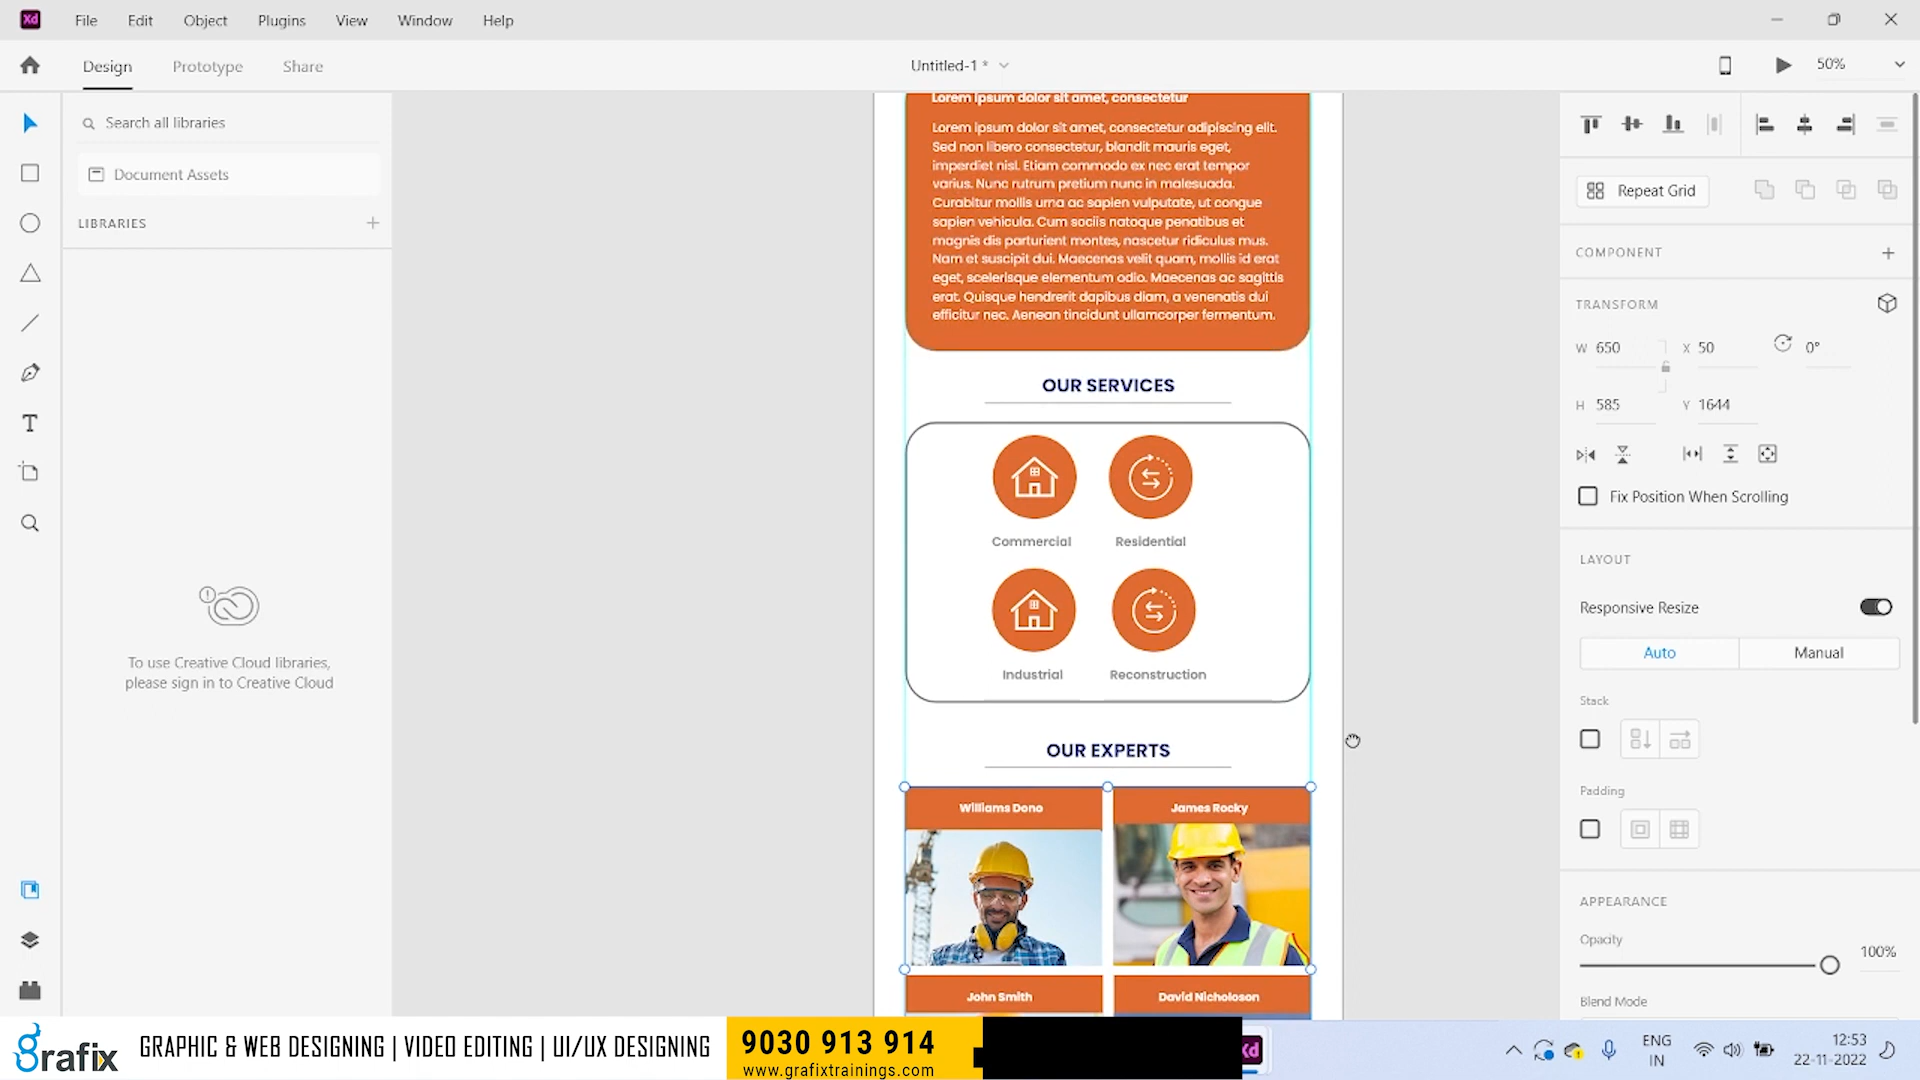 Xd File Edit Object Plugins View Window Help
Design Prototype Share Untitled-1 * 50%
Search all libraries
Document Assets
LIBRARIES
To use Creative Cloud libraries,
please sign in to Creative Cloud
Lorem ipsum dolor sit amet, consectetur
Lorem ipsum dolor sit amet, consectetur adipiscing elit.
Sed non libero consectetur, blandit mauris eget,
imperdiet nisl. Etiam commodo ex nec erat tempor
varius. Nunc rutrum pretium nunc in malesuada.
Curabitur mollis urna ac sapien vulputate, ut congue
sapien vehicula. Cum sociis natoque penatibus et
magnis dis parturient montes, nascetur ridiculus mus.
Nam et suscipit dui. Maecenas velit quam, mollis id erat
eget, scelerisque elementum odio. Maecenas ac sagittis
erat. Quisque hendrerit dapibus diam, a venenatis dui
efficitur nec. Aenean tincidunt ullamcorper fermentum.
OUR SERVICES
Commercial Residential
Industrial Reconstruction
OUR EXPERTS
Williams Dono James Rocky
John Smith David Nicholoson
Repeat Grid
COMPONENT
TRANSFORM
W 650 X 50 0°
H 585 Y 1644
Fix Position When Scrolling
LAYOUT
Responsive Resize
Auto Manual
Stack
Padding
APPEARANCE
Opacity
100%
Blend Mode
grafix GRAPHIC & WEB DESIGNING | VIDEO EDITING | UI/UX DESIGNING
9030 913 914
www.grafixtrainings.com
ENG
IN
12:53
22-11-2022